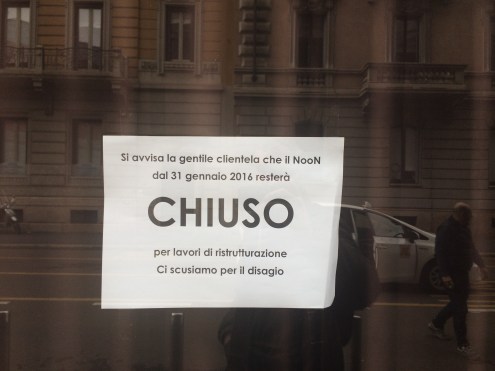 Si avvisa la gentile clientela che il NooN
dal 31 gennaio 2016 resterà
CHIUSO
per lavori di ristrutturazione
Ci scusiamo per il disagio